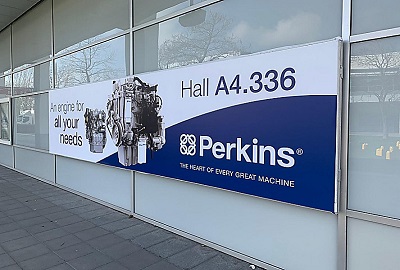 An engine for
all your
needs
Hall A4.336
Perkins®
THE HEART OF EVERY GREAT MACHINE